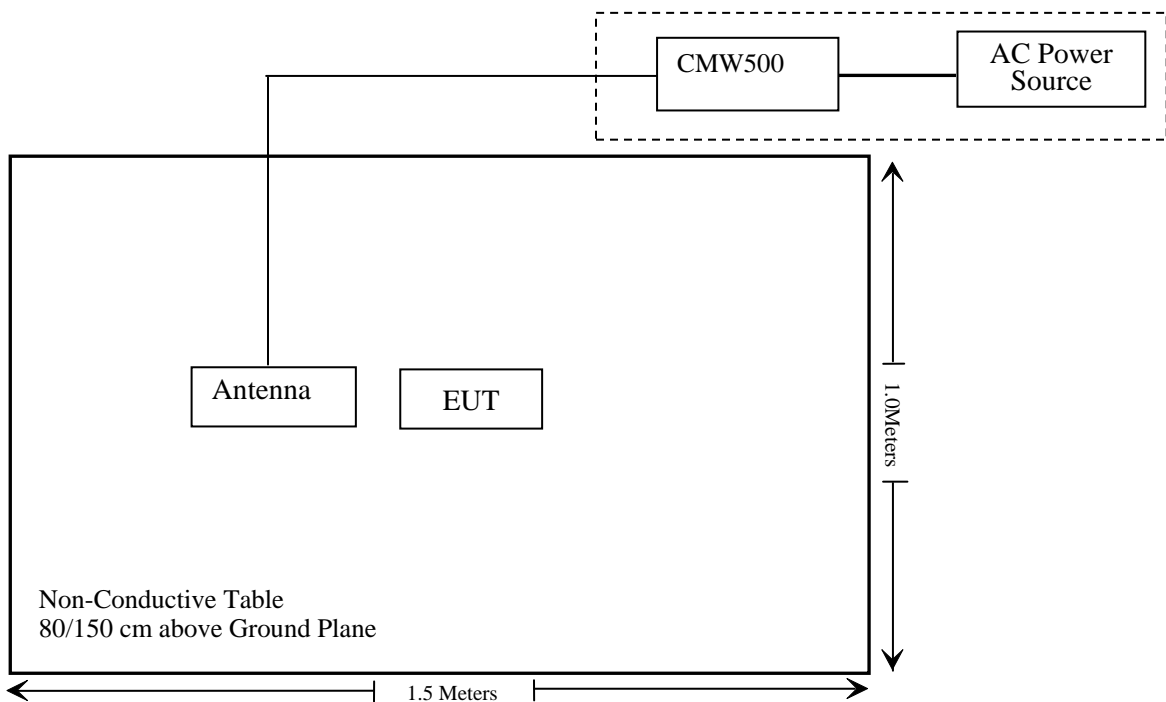 CMW500
AC Power
Source
Antenna
EUT
1.0Meters
Non-Conductive Table
80/150 cm above Ground Plane
1.5 Meters